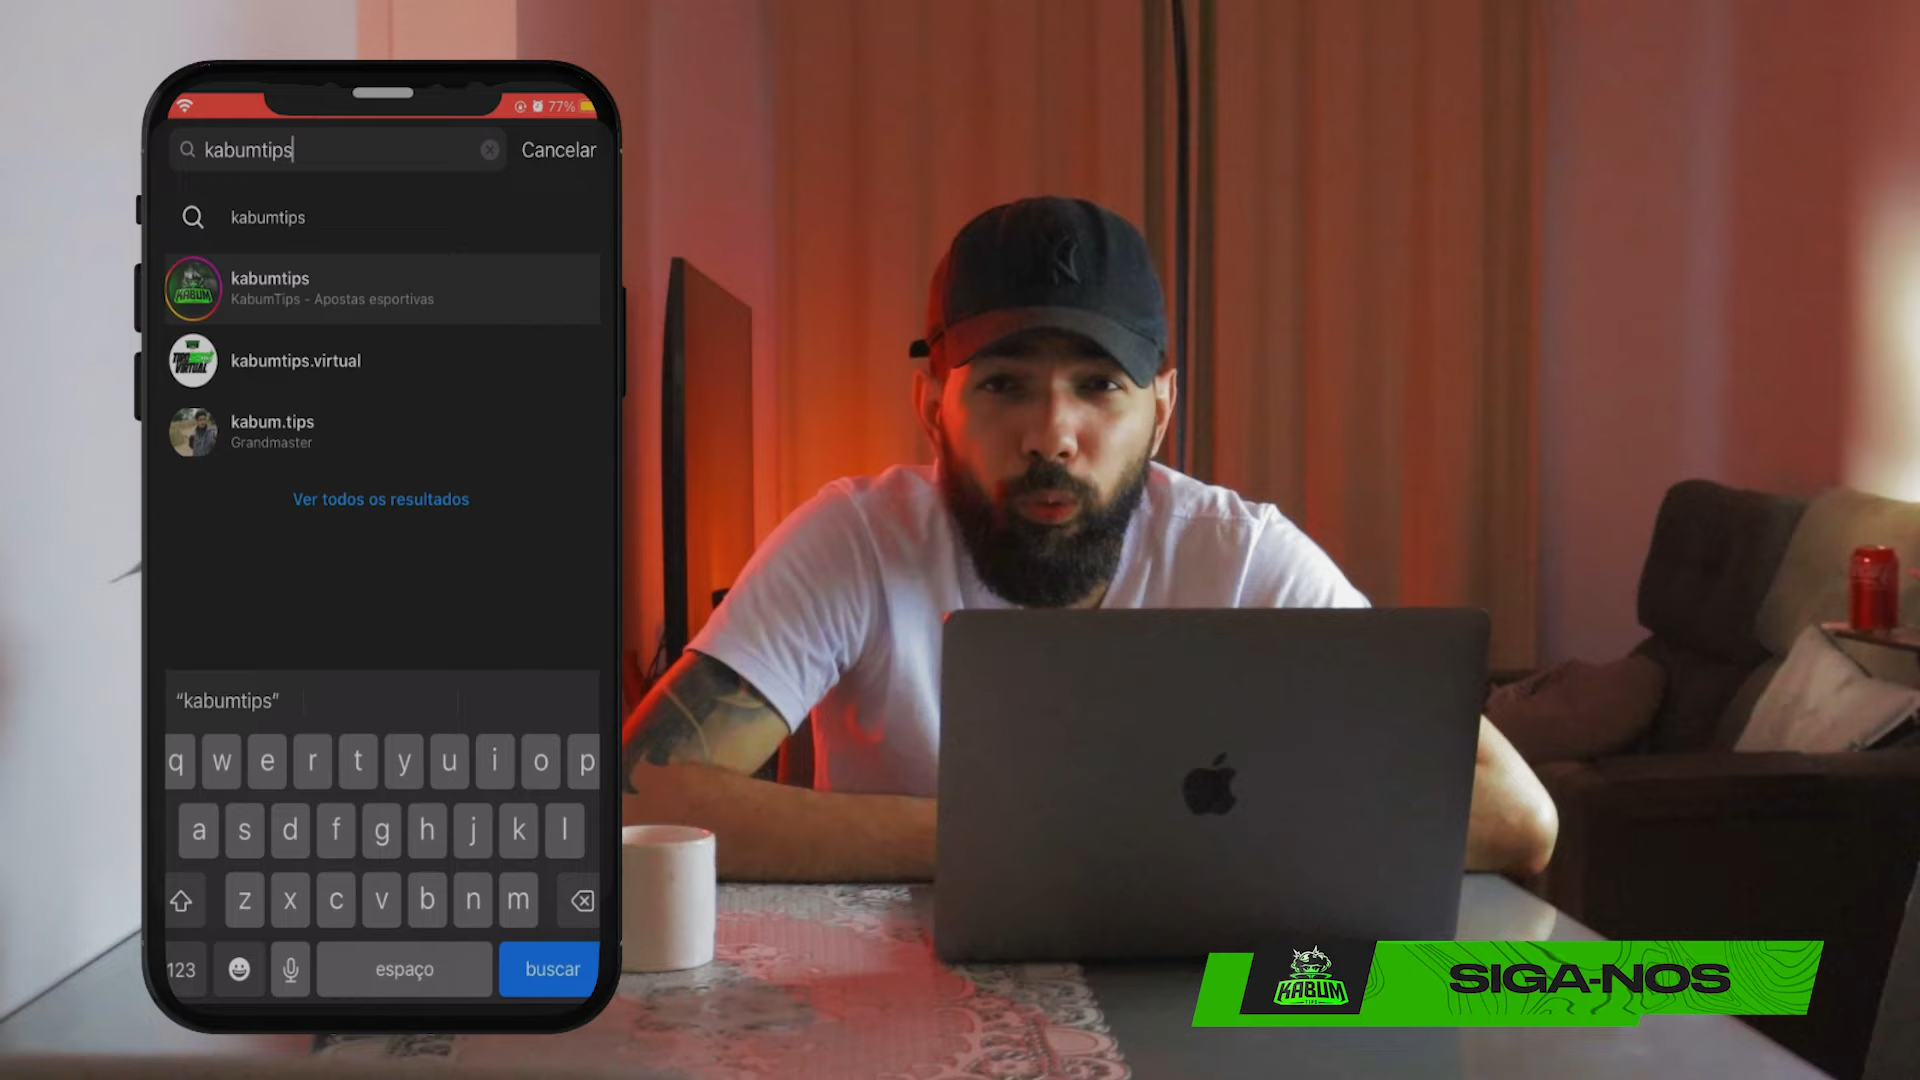 77%
kabumtips
Cancelar
kabumtips
kabumtips
KabumTips - Apostas esportivas
kabumtips.virtual
kabum.tips
Grandmaster
Ver todos os resultados
“kabumtips”
q w e r t y u i o p
a s d f g h j k l
z x c v b n m
123
espaço
buscar
KABUM
TIPS
SIGA-NOS